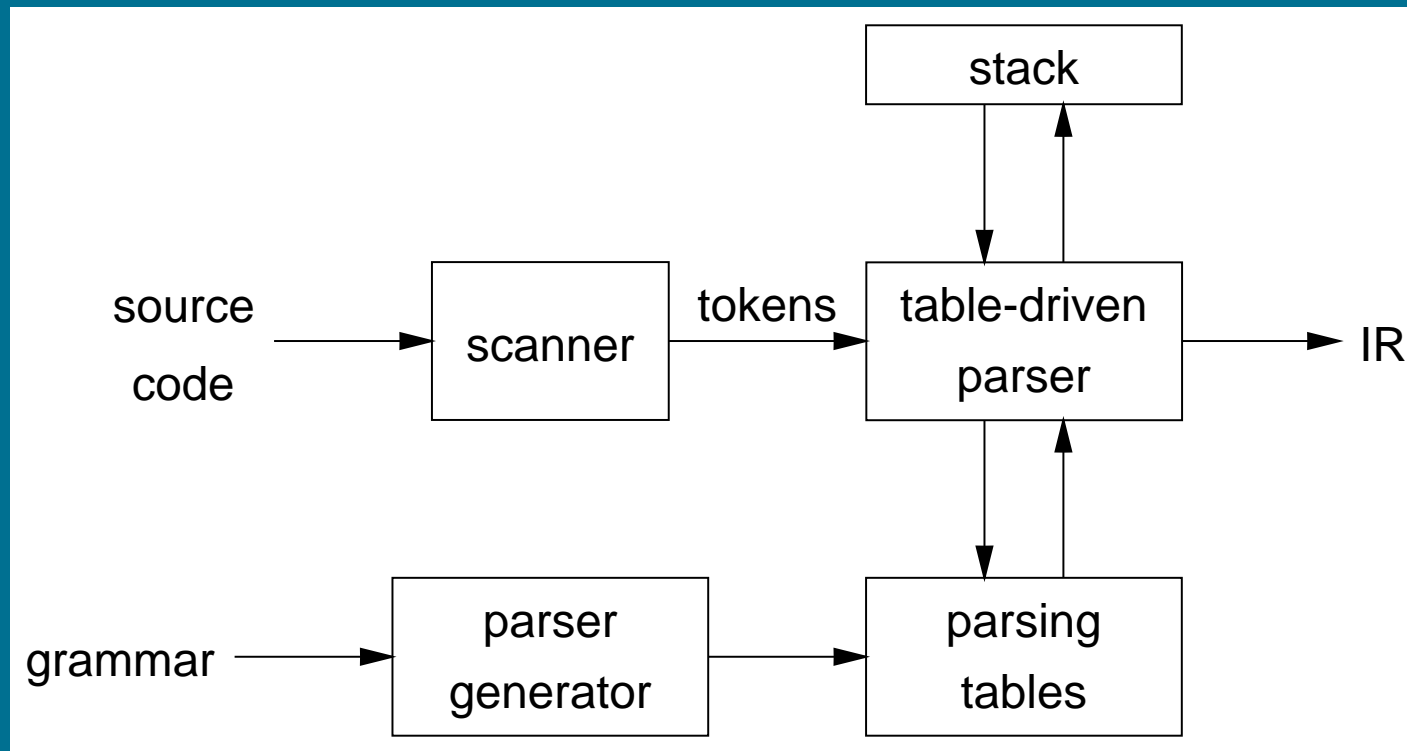 stack
source
code
scanner
tokens
table-driven
parser
IR
grammar
parser
generator
parsing
tables